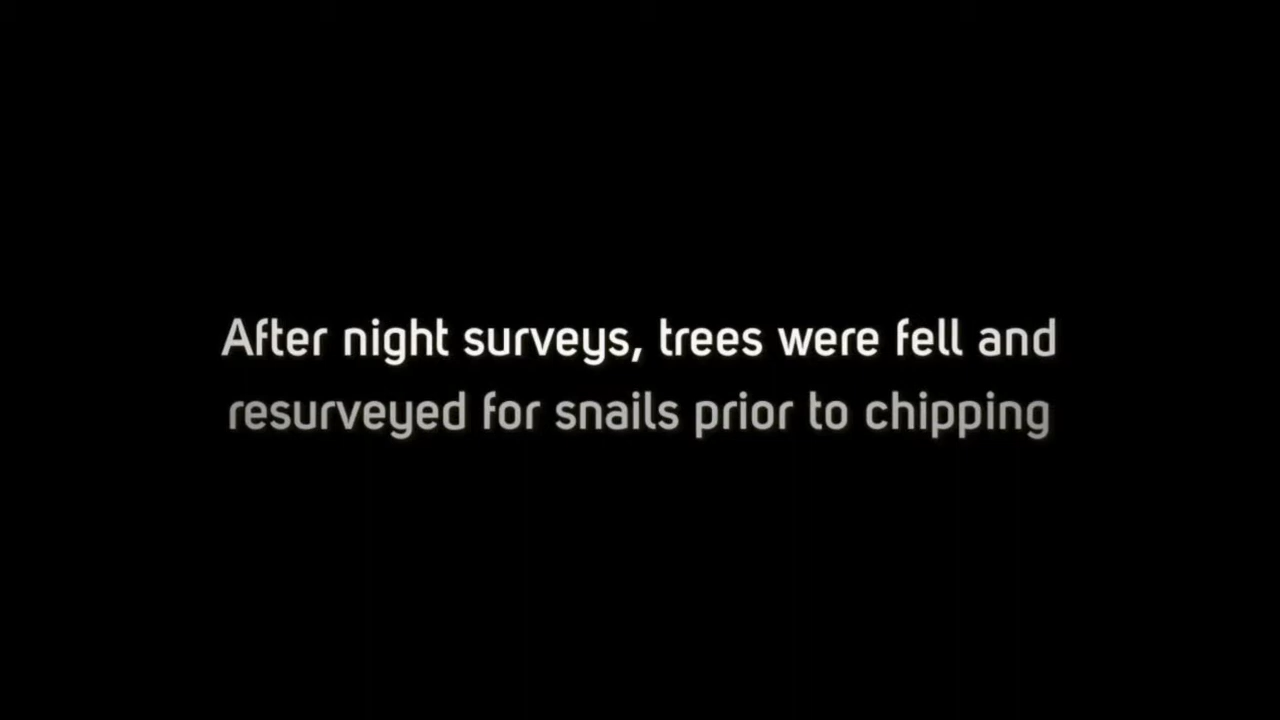 After night surveys, trees were fell and
resurveyed for snails prior to chipping